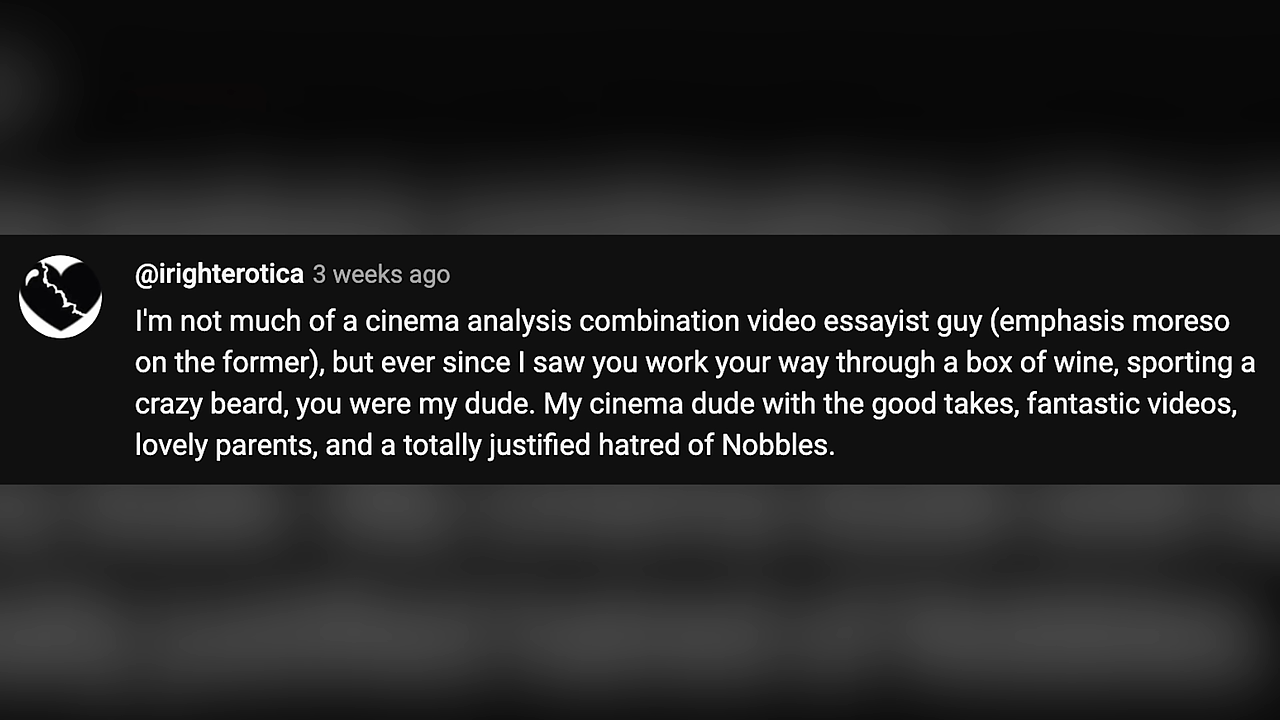 @irighterotica 3 weeks ago
I'm not much of a cinema analysis combination video essayist guy (emphasis moreso
on the former), but ever since I saw you work your way through a box of wine, sporting a
crazy beard, you were my dude. My cinema dude with the good takes, fantastic videos,
lovely parents, and a totally justified hatred of Nobbles.